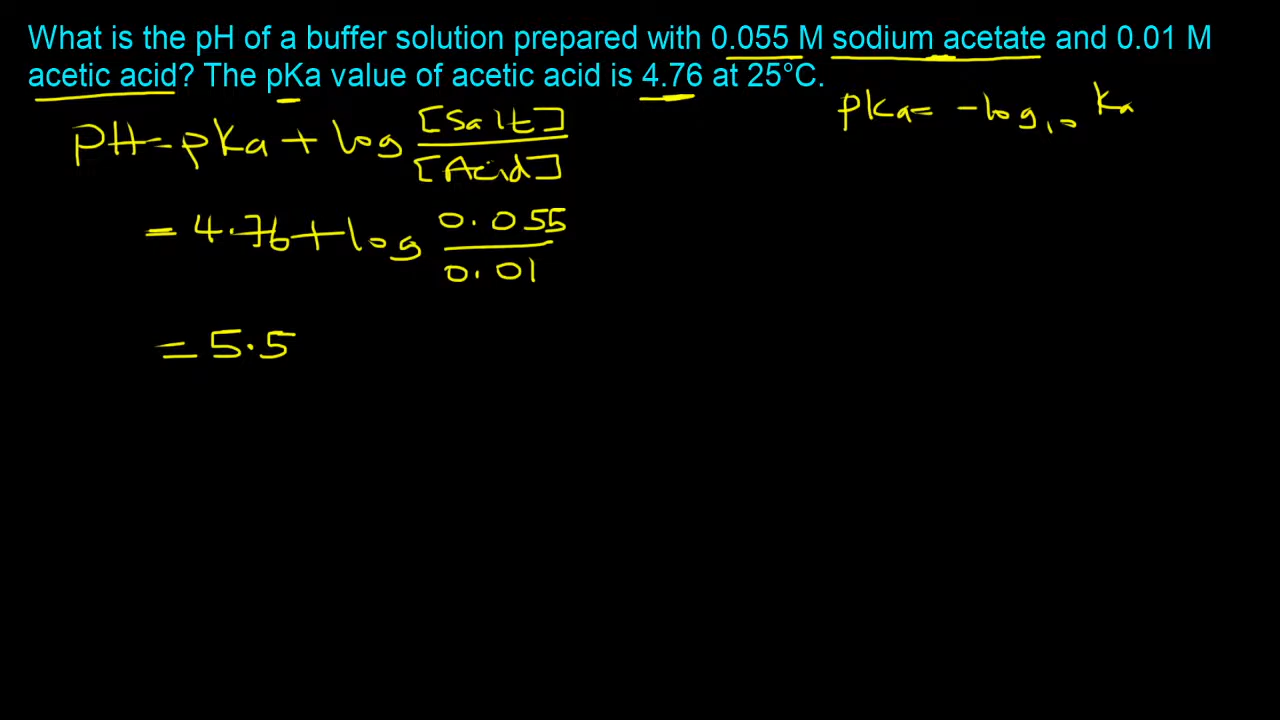 What is the pH of a buffer solution prepared with 0.055 M sodium acetate and 0.01 M
acetic acid? The pKa value of acetic acid is 4.76 at 25°C.
pKa= -log10 Ka
PH= pKa + log [Salt]/[Acid]
= 4.76+log 0.055/0.01
= 5.5